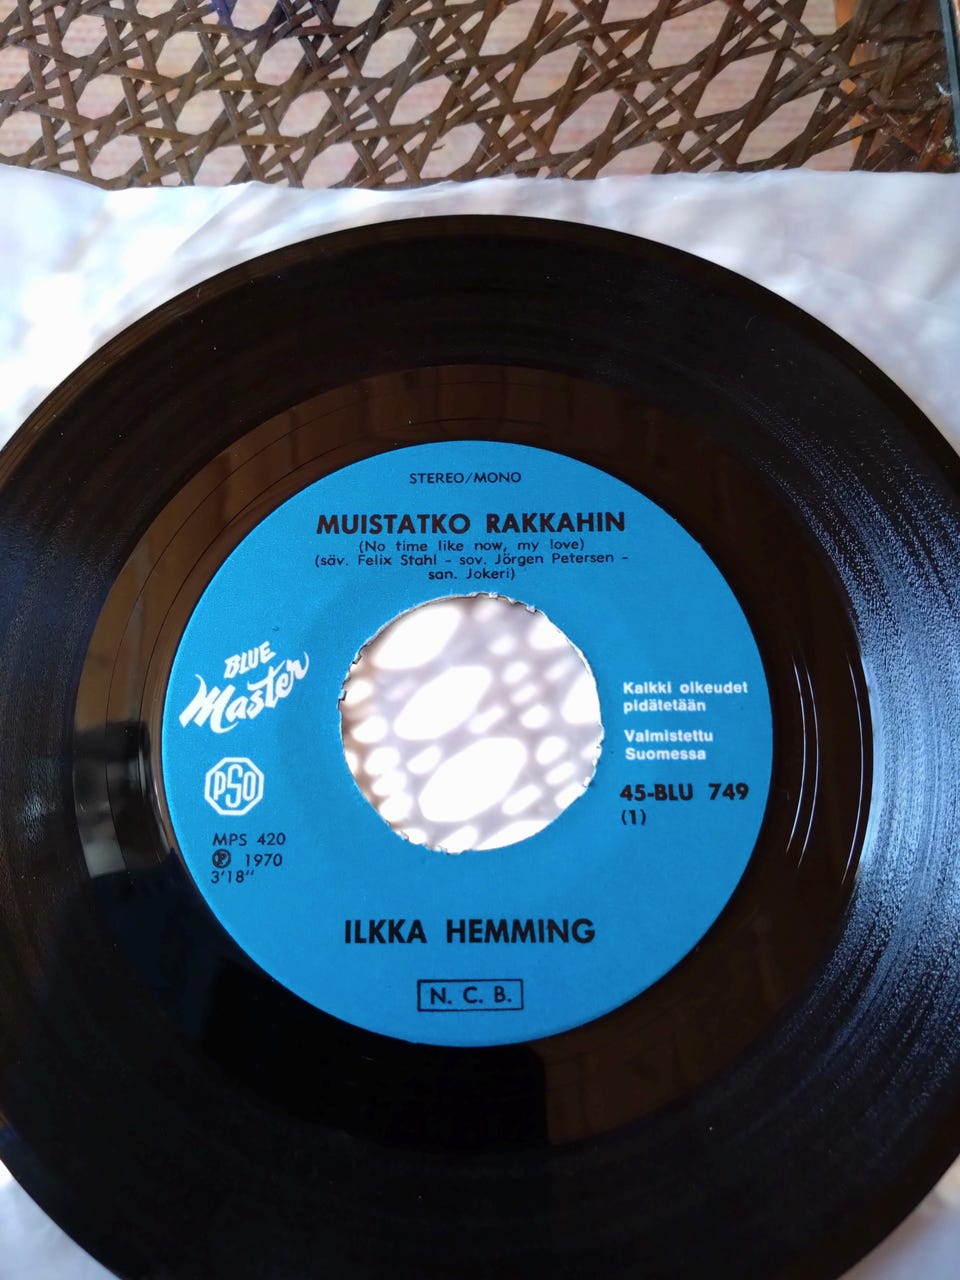 STEREO/MONO
MUISTATKO RAKKAHIN
(No time like now, my love)
(säv. Felix Stahl - sov. Jörgen Petersen -
san. Jokeri)
BLUE
Master
PSO
MPS 420
Ⓟ 1970
3'18"
Kaikki oikeudet
pidätetään
Valmistettu
Suomessa
45-BLU 749
(1)
ILKKA HEMMING
N. C. B.